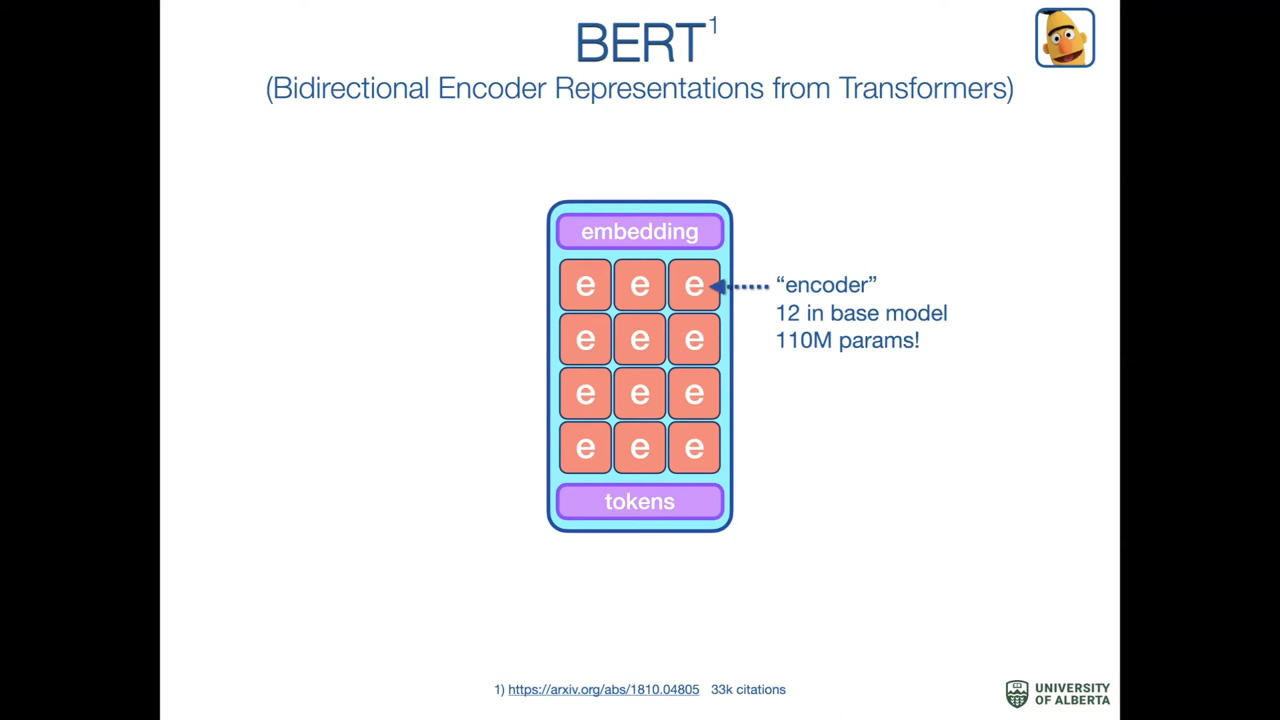 BERT¹
(Bidirectional Encoder Representations from Transformers)
embedding
e e e
e e e
e e e
e e e
tokens
“encoder”
12 in base model
110M params!
1) https://arxiv.org/abs/1810.04805 33k citations
UNIVERSITY
OF ALBERTA